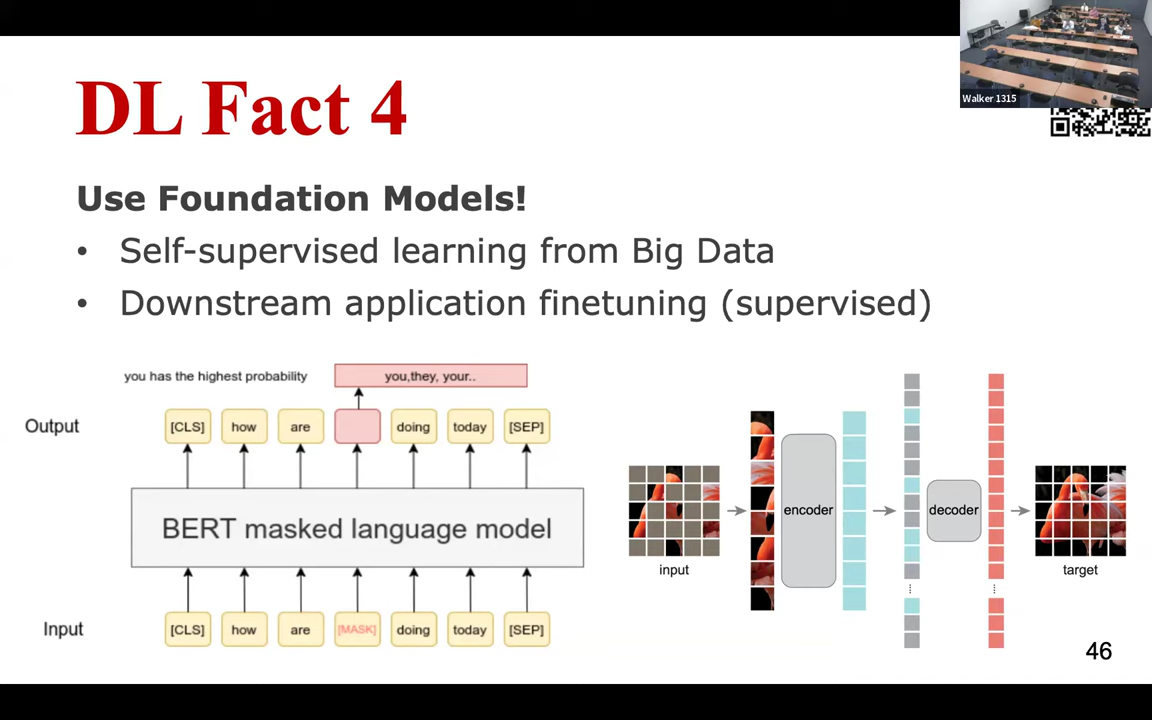 Walker 1315
DL Fact 4
Use Foundation Models!
• Self-supervised learning from Big Data
• Downstream application finetuning (supervised)
you has the highest probability
you,they, your..
Output
[CLS] how are doing today [SEP]
BERT masked language model
Input
[CLS] how are [MASK] doing today [SEP]
input
encoder
decoder
target
46